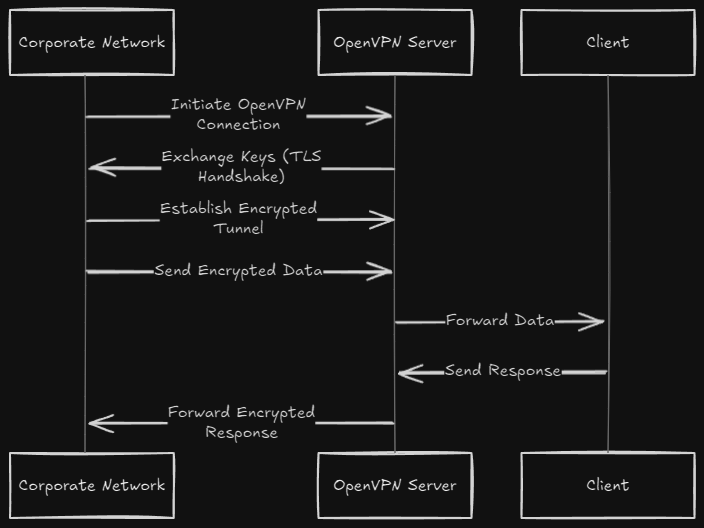 Corporate Network
OpenVPN Server
Client
Initiate OpenVPN
Connection
Exchange Keys (TLS
Handshake)
Establish Encrypted
Tunnel
Send Encrypted Data
Forward Data
Send Response
Forward Encrypted
Response
Corporate Network
OpenVPN Server
Client